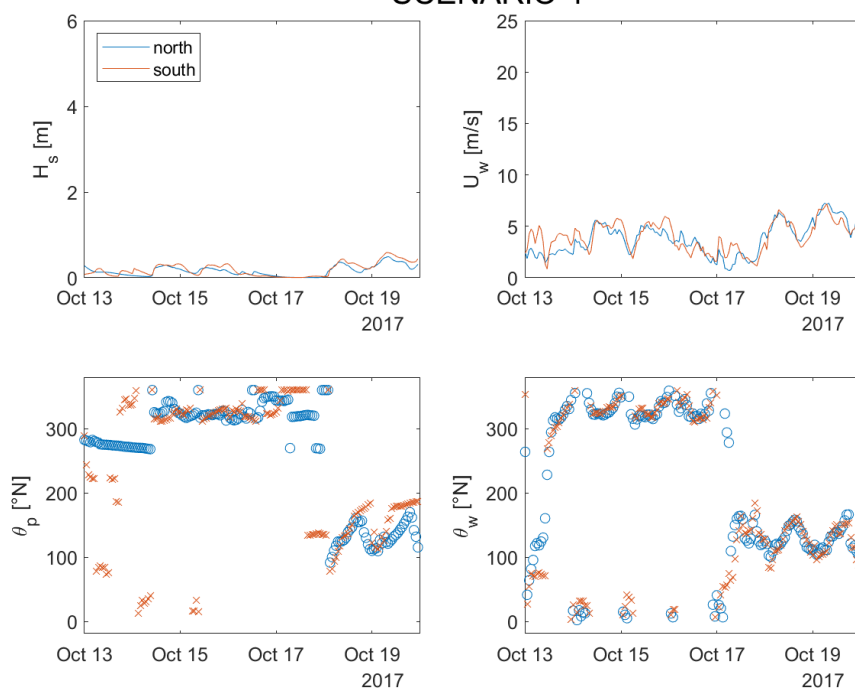 6
4
2
0
H_s [m]
north
south
Oct 13
Oct 15
Oct 17
Oct 19
2017
25
20
15
10
5
0
U_w [m/s]
Oct 13
Oct 15
Oct 17
Oct 19
2017
300
200
100
0
θ_p [°N]
Oct 13
Oct 15
Oct 17
Oct 19
2017
300
200
100
0
θ_w [°N]
Oct 13
Oct 15
Oct 17
Oct 19
2017